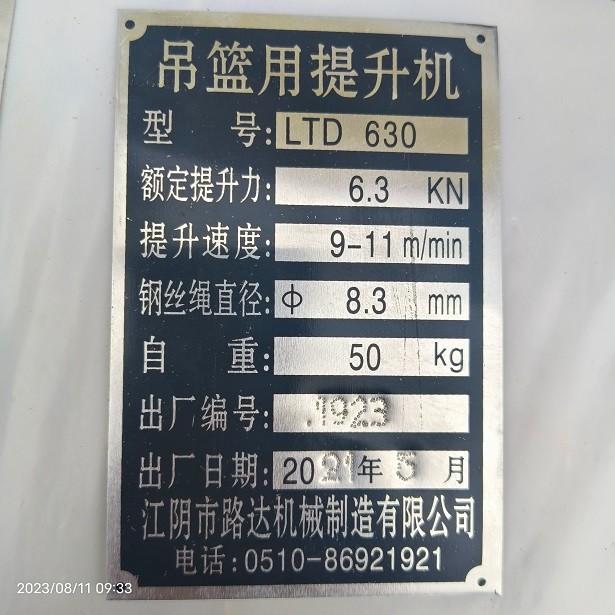 吊篮用提升机
型 号: LTD 630
额定提升力: 6.3 KN
提升速度: 9-11 m/min
钢丝绳直径: Φ 8.3 mm
自 重: 50 kg
出厂编号: .1923
出厂日期: 2021年5月
江阴市路达机械制造有限公司
电话:0510-86921921
2023/08/11 09:33